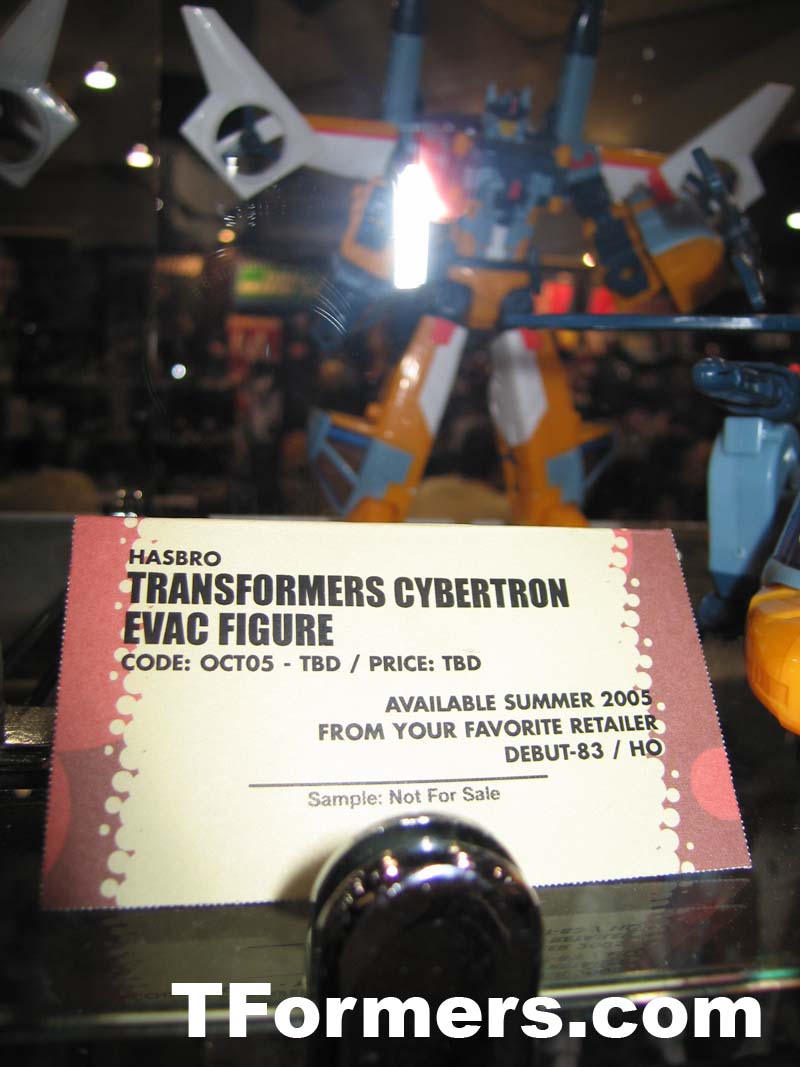 HASBRO
TRANSFORMERS CYBERTRON
EVAC FIGURE
CODE: OCT05 - TBD / PRICE: TBD
AVAILABLE SUMMER 2005
FROM YOUR FAVORITE RETAILER
DEBUT-83 / HO
Sample: Not For Sale
TFormers.com